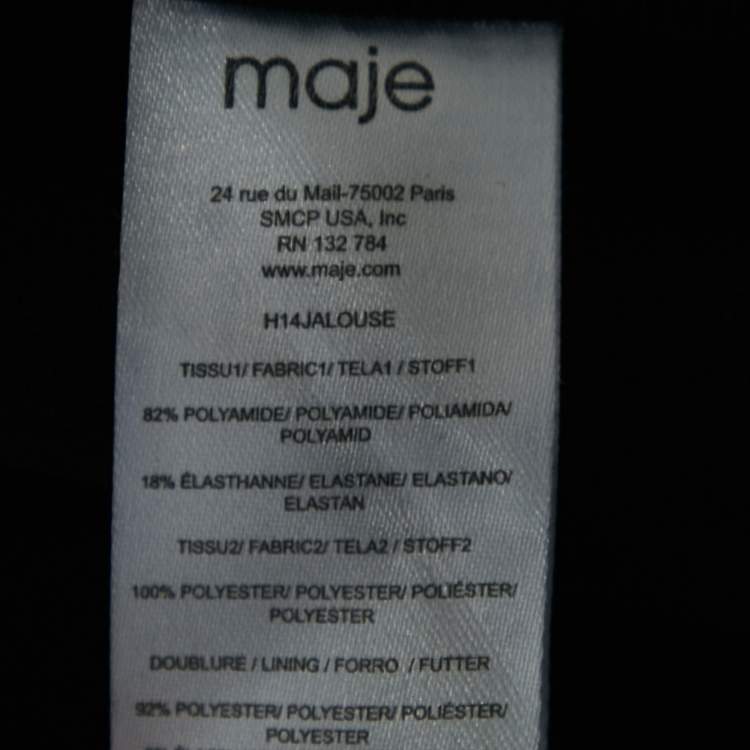 maje
24 rue du Mail-75002 Paris
SMCP USA, Inc
RN 132 784
www.maje.com
H14JALOUSE
TISSU1/ FABRIC1/ TELA1 / STOFF1
82% POLYAMIDE/ POLYAMIDE/ POLIAMIDA/
POLYAMID
18% ÉLASTHANNE/ ELASTANE/ ELASTANO/
ELASTAN
TISSU2/ FABRIC2/ TELA2 / STOFF2
100% POLYESTER/ POLYESTER/ POLIÉSTER/
POLYESTER
DOUBLURE / LINING / FORRO / FUTTER
92% POLYESTER/ POLYESTER/ POLIÉSTER/
POLYESTER